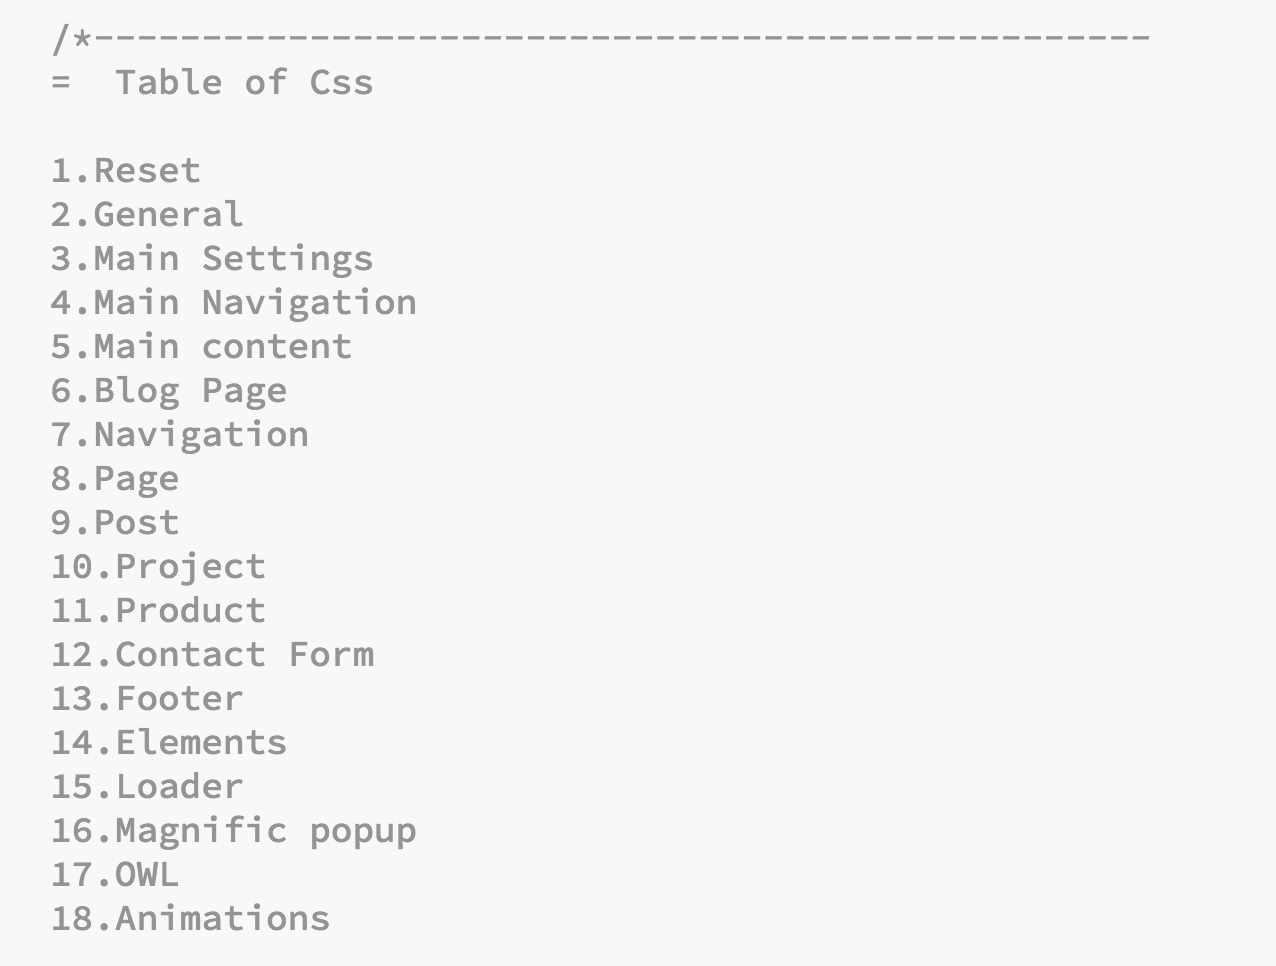 /*-------------------------------------------------
=  Table of Css
1.Reset
2.General
3.Main Settings
4.Main Navigation
5.Main content
6.Blog Page
7.Navigation
8.Page
9.Post
10.Project
11.Product
12.Contact Form
13.Footer
14.Elements
15.Loader
16.Magnific popup
17.OWL
18.Animations